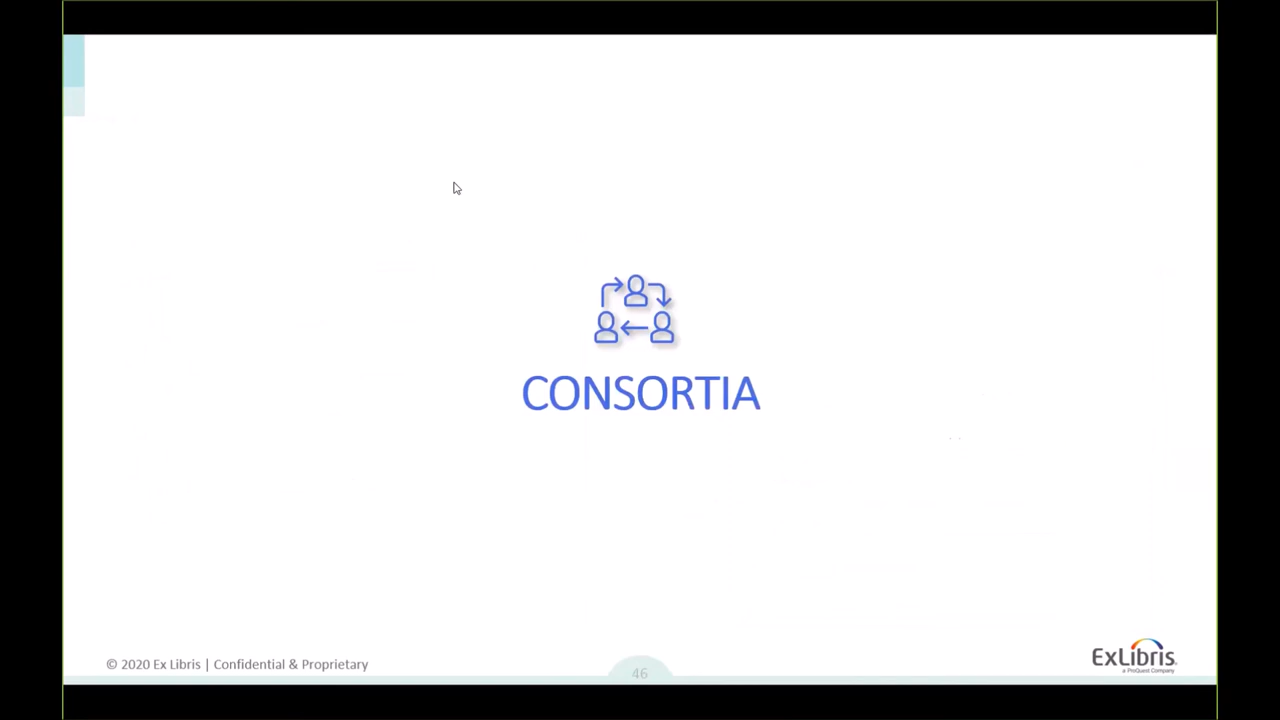 CONSORTIA
© 2020 Ex Libris | Confidential & Proprietary
46
ExLibris
a ProQuest Company